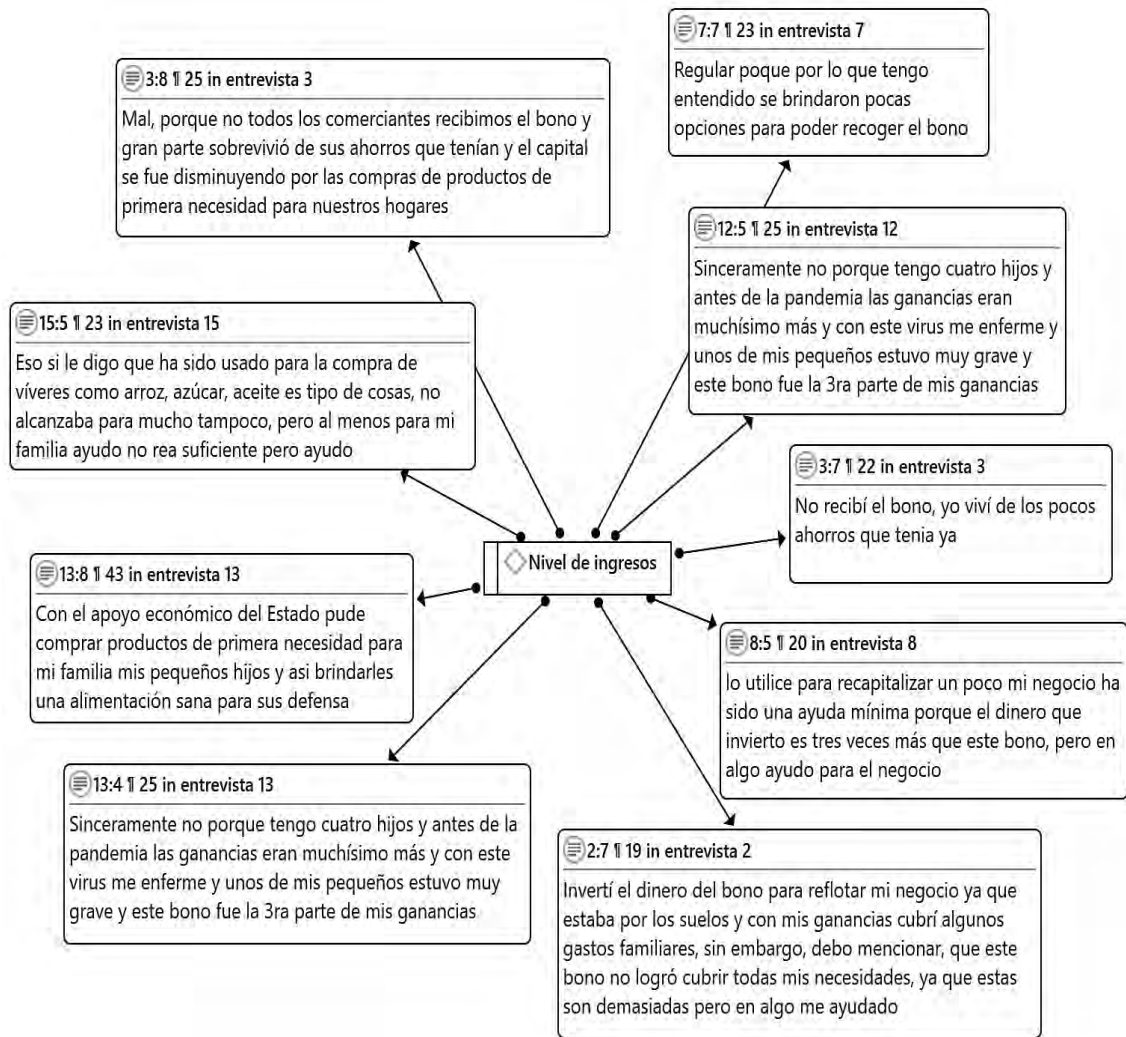 7:7 ¶ 23 in entrevista 7
Regular poque por lo que tengo
entendido se brindaron pocas
opciones para poder recoger el bono
3:8 ¶ 25 in entrevista 3
Mal, porque no todos los comerciantes recibimos el bono y
gran parte sobrevivió de sus ahorros que tenían y el capital
se fue disminuyendo por las compras de productos de
primera necesidad para nuestros hogares
12:5 ¶ 25 in entrevista 12
Sinceramente no porque tengo cuatro hijos y
antes de la pandemia las ganancias eran
muchísimo más y con este virus me enferme y
unos de mis pequeños estuvo muy grave y
este bono fue la 3ra parte de mis ganancias
15:5 ¶ 23 in entrevista 15
Eso si le digo que ha sido usado para la compra de
víveres como arroz, azúcar, aceite es tipo de cosas, no
alcanzaba para mucho tampoco, pero al menos para mi
familia ayudo no rea suficiente pero ayudo
3:7 ¶ 22 in entrevista 3
No recibí el bono, yo viví de los pocos
ahorros que tenia ya
Nivel de ingresos
13:8 ¶ 43 in entrevista 13
Con el apoyo económico del Estado pude
comprar productos de primera necesidad para
mi familia mis pequeños hijos y asi brindarles
una alimentación sana para sus defensa
8:5 ¶ 20 in entrevista 8
lo utilice para recapitalizar un poco mi negocio ha
sido una ayuda mínima porque el dinero que
invierto es tres veces más que este bono, pero en
algo ayudo para el negocio
13:4 ¶ 25 in entrevista 13
Sinceramente no porque tengo cuatro hijos y antes de la
pandemia las ganancias eran muchísimo más y con este
virus me enferme y unos de mis pequeños estuvo muy
grave y este bono fue la 3ra parte de mis ganancias
2:7 ¶ 19 in entrevista 2
Invertí el dinero del bono para reflotar mi negocio ya que
estaba por los suelos y con mis ganancias cubrí algunos
gastos familiares, sin embargo, debo mencionar, que este
bono no logró cubrir todas mis necesidades, ya que estas
son demasiadas pero en algo me ayudado